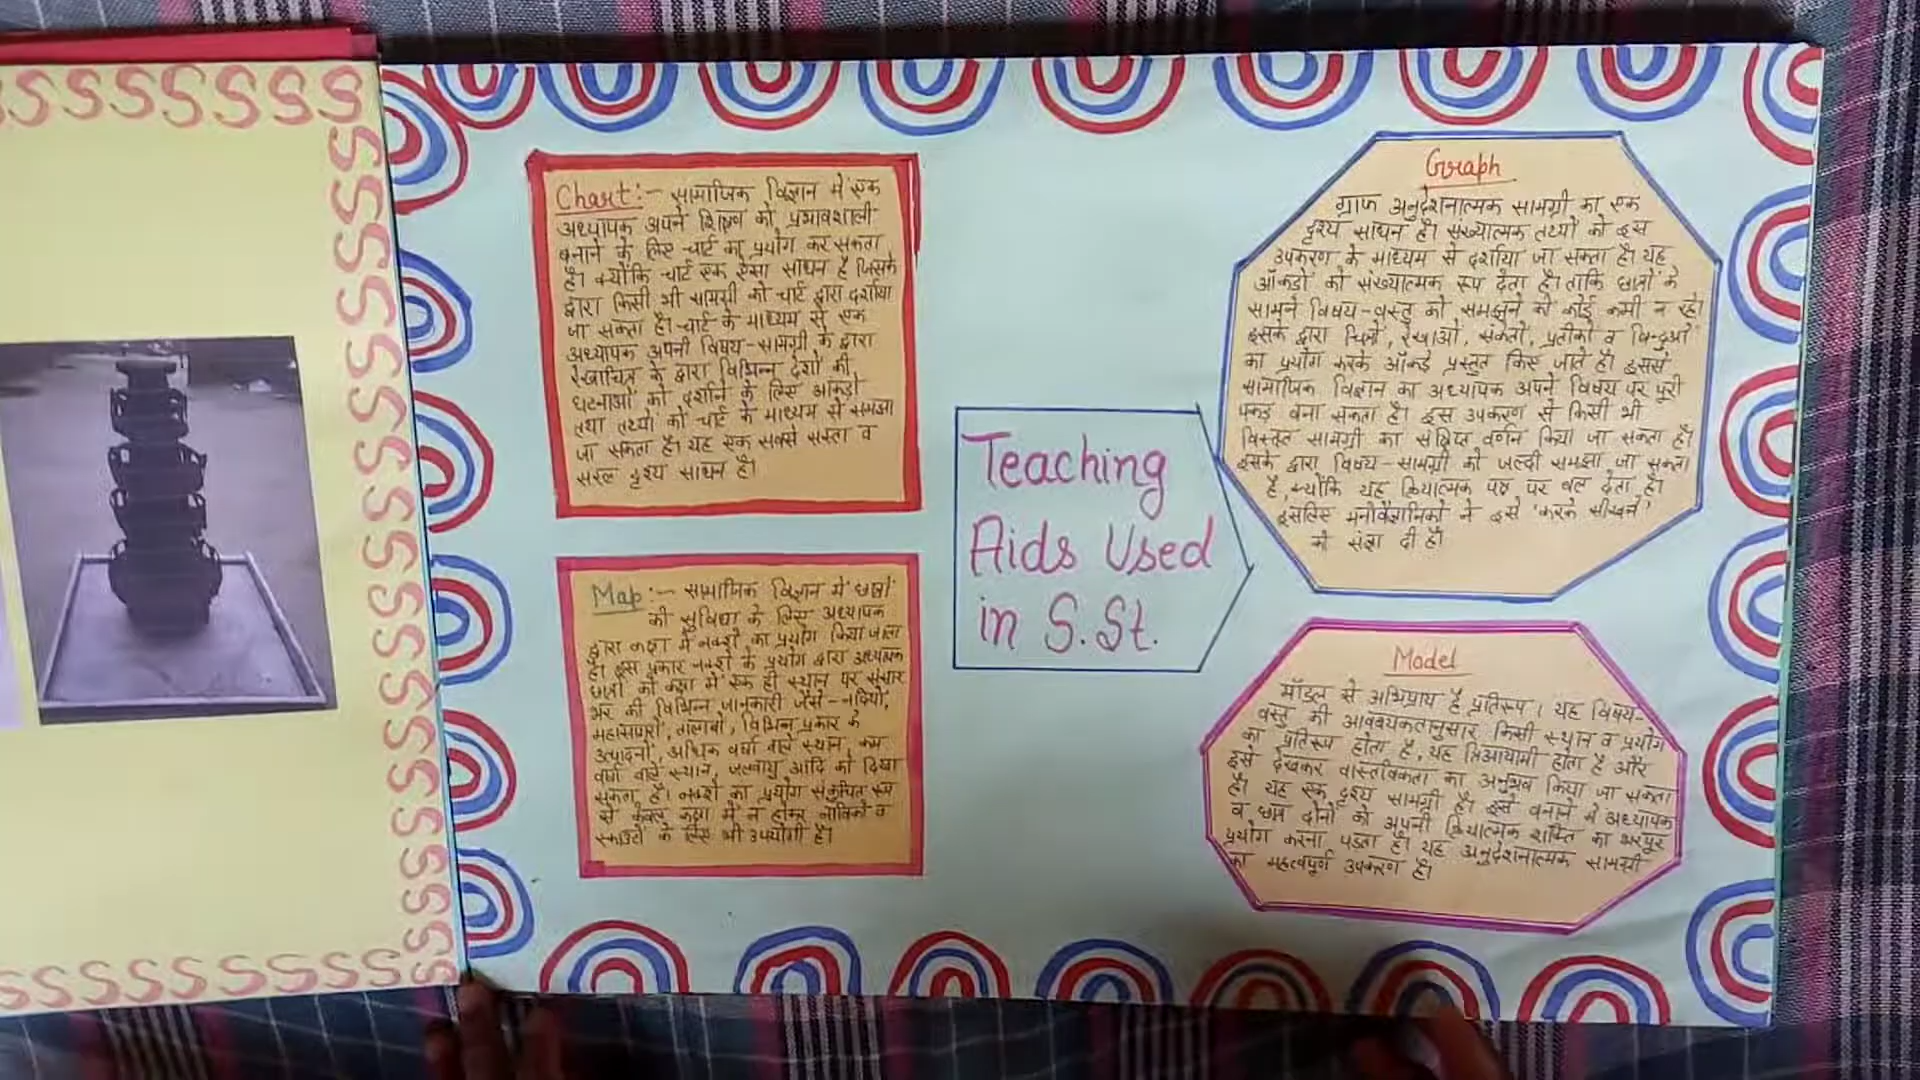 SSSSSSSS
Chart:- सामाजिक विज्ञान में एक
अध्यापक अपने शिक्षण को प्रभावशाली
बनाने के लिए चार्ट का प्रयोग कर सकता
है। क्योंकि चार्ट एक ऐसा साधन है जिसके
द्वारा किसी भी सामग्री को चार्ट द्वारा दर्शाया
जा सकता है। चार्ट के माध्यम से एक
अध्यापक अपनी विषय-सामग्री के द्वारा
रेखाचित्र के द्वारा विभिन्न देशों की
घटनाओं को दर्शाने के लिए आंकड़ो
तथा तथ्यों को चार्ट के माध्यम से समझा
जा सकता है। यह एक सबसे सस्ता व
सरल दृश्य साधन है।
Map:- सामाजिक विज्ञान में छात्रों
की सुविधा के लिए अध्यापक
द्वारा कक्षा में नक्शे का प्रयोग किया जाता
है। इस प्रकार नक्शे के प्रयोग द्वारा अध्यापक
छात्रों को कक्षा में एक ही स्थान पर संसार
भर की विभिन्न जानकारी जैसे - नदियों,
महासागरों, तालाबों, विभिन्न प्रकार के
उत्पादनों, अधिक वर्षा वाले स्थान, कम
वर्षा वाले स्थान, जलवायु आदि को दिखा
सकता है। नक्शे का प्रयोग संकुचित रूप
से केवल कक्षा में न होकर नाविकों व
स्काउटों के लिए भी उपयोगी है।
Teaching
Aids Used
in S.St.
Graph
ग्राफ अनुदेशनात्मक सामग्री का एक
दृश्य साधन है। संख्यात्मक तथ्यों को इस
उपकरण के माध्यम से दर्शाया जा सकता है। यह
आँकड़ों को संख्यात्मक रूप देता है। ताकि छात्रों के
सामने विषय-वस्तु को समझने की कोई कमी न रहे।
इसके द्वारा चित्रों, रेखाओं, संकेतों, प्रतीकों व बिन्दुओं
का प्रयोग करके आँकड़े प्रस्तुत किए जाते है। इससे
सामाजिक विज्ञान का अध्यापक अपने विषय पर पूरी
पकड़ बना सकता है। इस उपकरण से किसी भी
विस्तृत सामग्री का संक्षिप्त वर्णन किया जा सकता है।
इसके द्वारा विषय-सामग्री को जल्दी समझा जा सकता
है, क्योंकि यह क्रियात्मक पक्ष पर बल देता है।
इसलिए मनोवैज्ञानिकों ने इसे 'करके सीखने'
की संज्ञा दी है।
Model
मॉडल से अभिप्राय है प्रतिरूप। यह विषय-
वस्तु की आवश्यकतानुसार किसी स्थान व प्रयोग
का प्रतिरूप होता है, यह त्रिआयामी होता है और
इसे देखकर वास्तविकता का अनुभव किया जा सकता
है। यह एक दृश्य सामग्री है। इसे बनाने में अध्यापक
व छात्र दोनों को अपनी क्रियात्मक शक्ति का भरपूर
प्रयोग करना पड़ता है। यह अनुदेशनात्मक सामग्री
का महत्वपूर्ण उपकरण है।